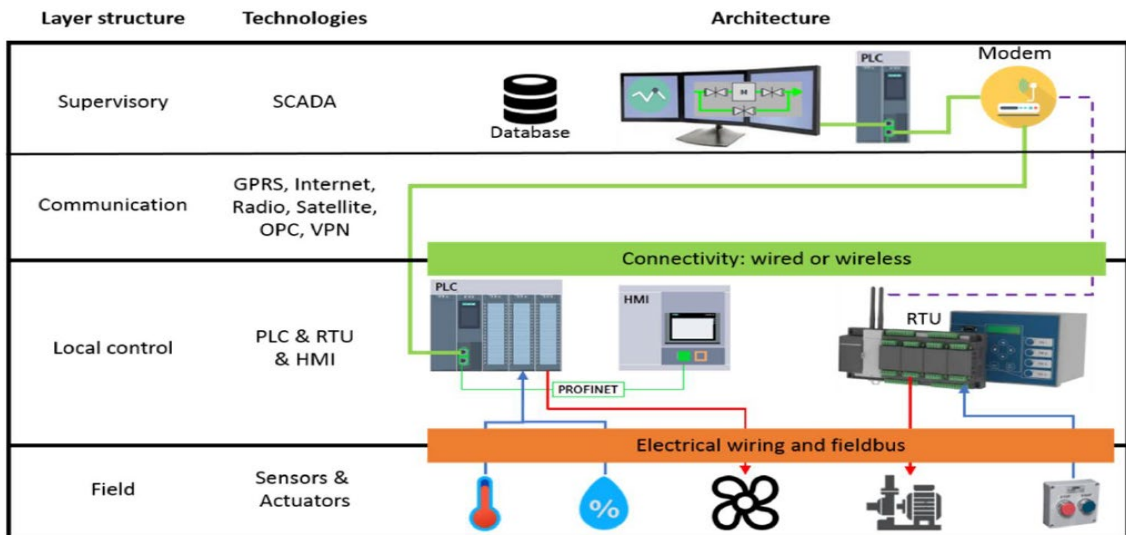 Layer structure Technologies Architecture
Supervisory
SCADA
Database
PLC
Modem
Communication
GPRS, Internet,
Radio, Satellite,
OPC, VPN
Connectivity: wired or wireless
Local control
PLC & RTU
& HMI
PLC
HMI
RTU
PROFINET
Electrical wiring and fieldbus
Field
Sensors &
Actuators
%